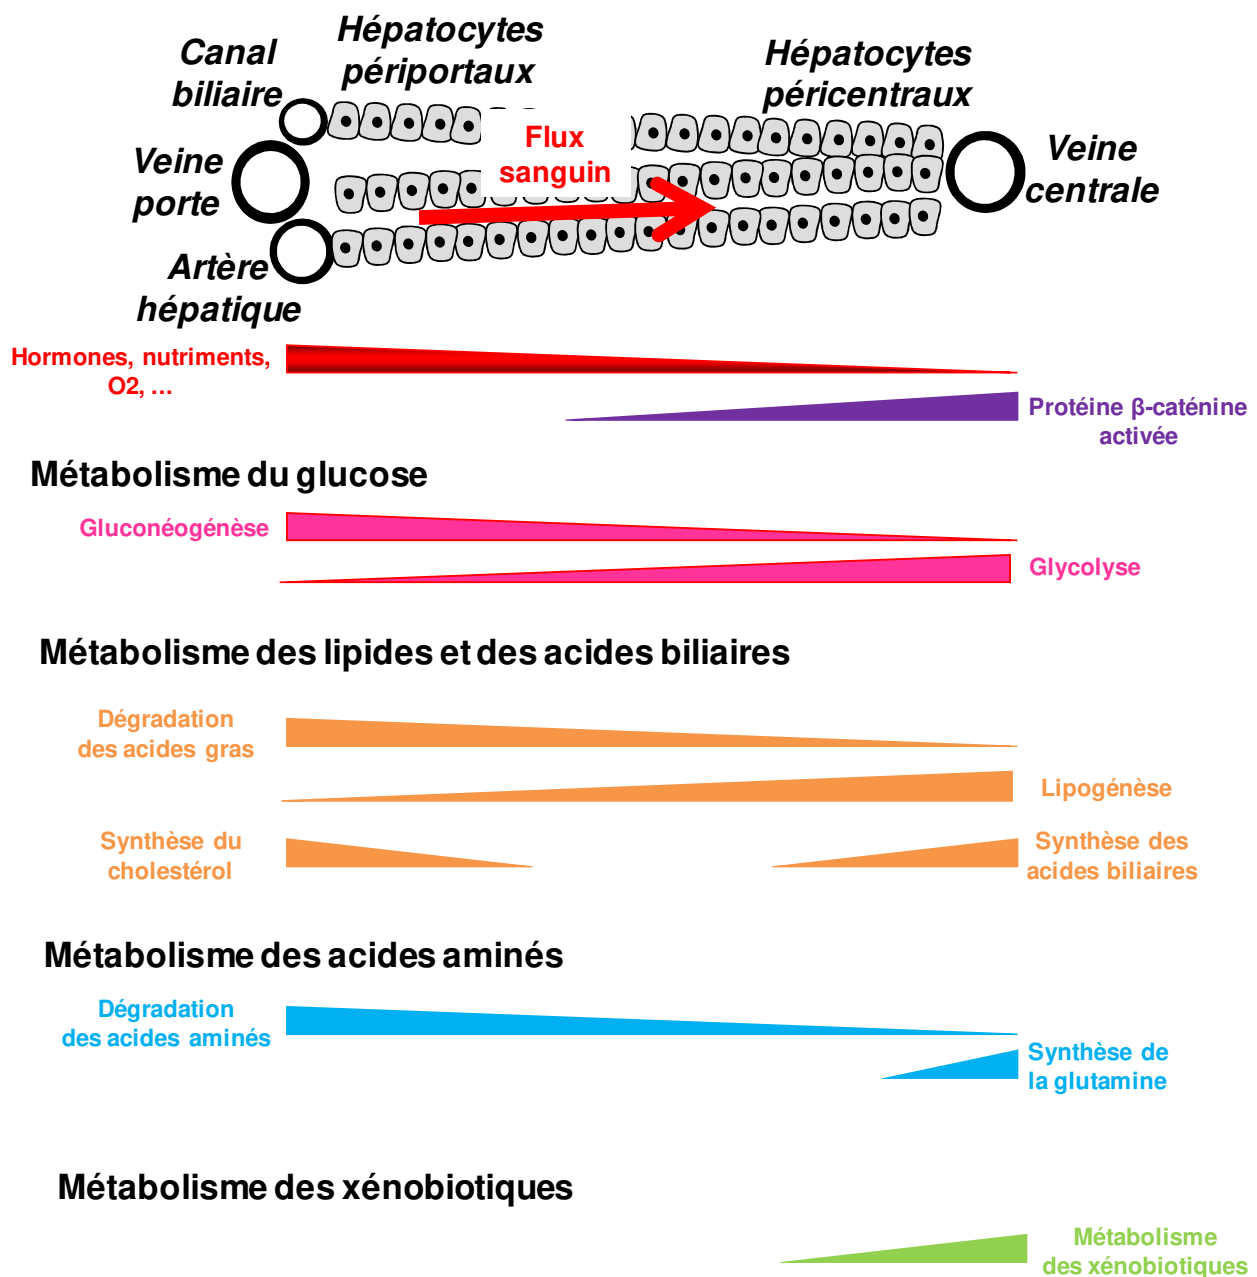 Canal
biliaire
Hépatocytes
périportaux
Hépatocytes
péricentraux
Flux
sanguin
Veine
porte
Veine
centrale
Artère
hépatique
Hormones, nutriments,
O2, ...
Protéine β-caténine
activée
Métabolisme du glucose
Gluconéogénèse
Glycolyse
Métabolisme des lipides et des acides biliaires
Dégradation
des acides gras
Lipogénèse
Synthèse du
cholestérol
Synthèse des
acides biliaires
Métabolisme des acides aminés
Dégradation
des acides aminés
Synthèse de
la glutamine
Métabolisme des xénobiotiques
Métabolisme
des xénobiotiques